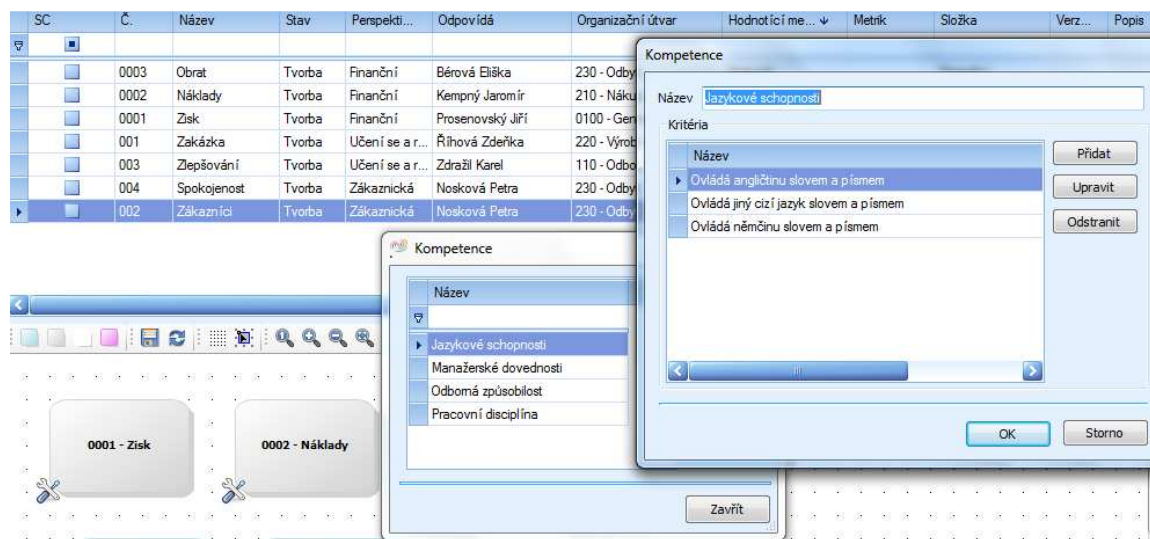 SC Č. Název Stav Perspekti... Odpovídá Organizační útvar Hodnotící me... Metrik Složka Verz... Popis
0003 Obrat Tvorba Finanční Bérová Eliška 230 - Odby
0002 Náklady Tvorba Finanční Kempný Jaromír 210 - Náku
0001 Zisk Tvorba Finanční Prosenovský Jiří 0100 - Gen
001 Zakázka Tvorba Učení se a r... Říhová Zdeňka 220 - Výrob
003 Zlepšování Tvorba Učení se a r... Zdražil Karel 110 - Odbo
004 Spokojenost Tvorba Zákaznická Nosková Petra 230 - Odby
002 Zákazníci Tvorba Zákaznická Nosková Petra 230 - Odby
Kompetence
Název Jazykové schopnosti
Kritéria
Název
Ovládá angličtinu slovem a písmem
Ovládá jiný cizí jazyk slovem a písmem
Ovládá němčinu slovem a písmem
Přidat
Upravit
Odstranit
OK Storno
Kompetence
Název
Jazykové schopnosti
Manažerské dovednosti
Odborná způsobilost
Pracovní disciplína
Zavřít
0001 - Zisk
0002 - Náklady